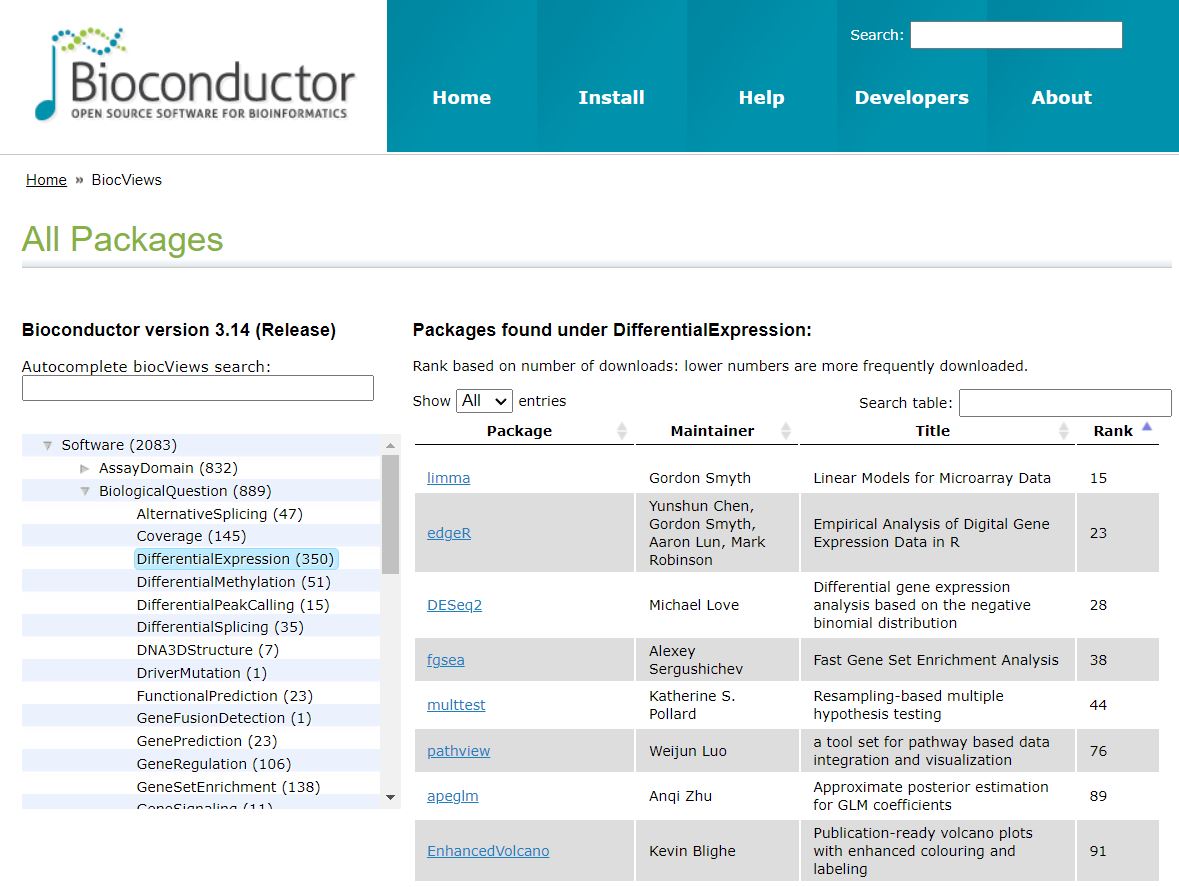 Bioconductor
OPEN SOURCE SOFTWARE FOR BIOINFORMATICS
Search:
Home Install Help Developers About
Home » BiocViews
All Packages
Bioconductor version 3.14 (Release)
Autocomplete biocViews search:
Software (2083)
AssayDomain (832)
BiologicalQuestion (889)
AlternativeSplicing (47)
Coverage (145)
DifferentialExpression (350)
DifferentialMethylation (51)
DifferentialPeakCalling (15)
DifferentialSplicing (35)
DNA3DStructure (7)
DriverMutation (1)
FunctionalPrediction (23)
GeneFusionDetection (1)
GenePrediction (23)
GeneRegulation (106)
GeneSetEnrichment (138)
GeneSignaling (11)
Packages found under DifferentialExpression:
Rank based on number of downloads: lower numbers are more frequently downloaded.
Show All entries
Search table:
Package Maintainer Title Rank
limma Gordon Smyth Linear Models for Microarray Data 15
edgeR
Yunshun Chen,
Gordon Smyth,
Aaron Lun, Mark
Robinson
Empirical Analysis of Digital Gene
Expression Data in R
23
DESeq2
Michael Love
Differential gene expression
analysis based on the negative
binomial distribution
28
fgsea
Alexey
Sergushichev
Fast Gene Set Enrichment Analysis
38
multtest
Katherine S.
Pollard
Resampling-based multiple
hypothesis testing
44
pathview
Weijun Luo
a tool set for pathway based data
integration and visualization
76
apeglm
Anqi Zhu
Approximate posterior estimation
for GLM coefficients
89
EnhancedVolcano
Kevin Blighe
Publication-ready volcano plots
with enhanced colouring and
labeling
91